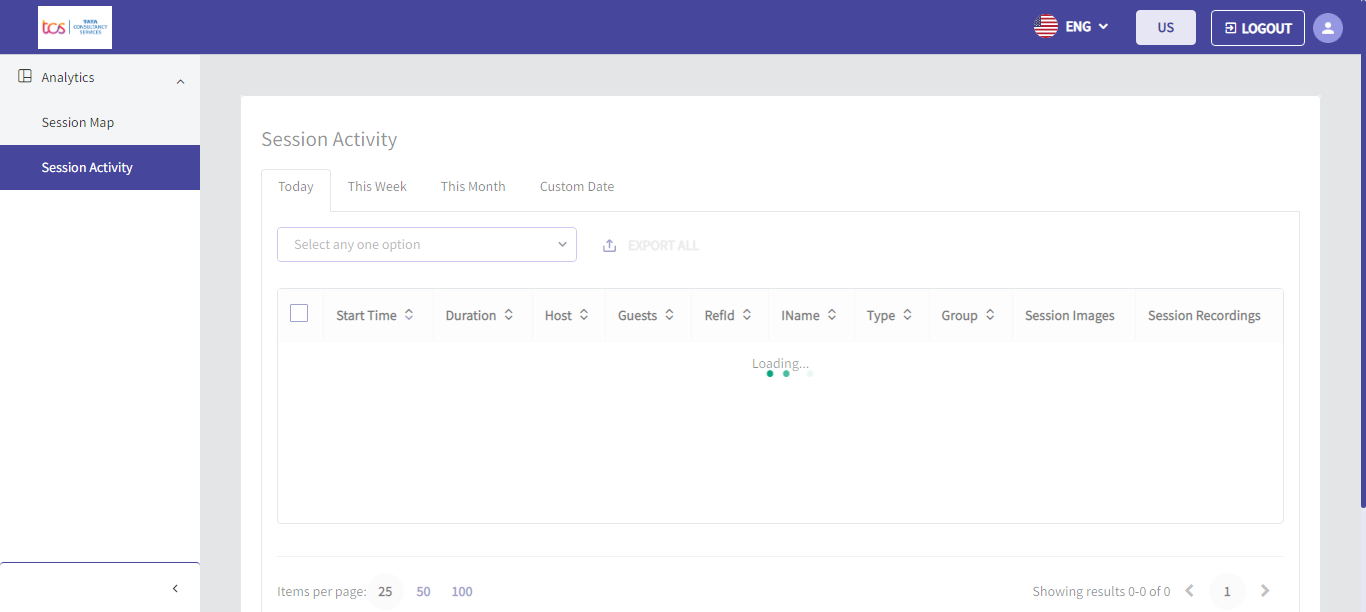 tcs TATA
CONSULTANCY
SERVICES
ENG US LOGOUT
Analytics
Session Map
Session Activity
Session Activity
Today This Week This Month Custom Date
Select any one option EXPORT ALL
Start Time Duration Host Guests RefId IName Type Group Session Images Session Recordings
Loading...
Items per page: 25 50 100 Showing results 0-0 of 0 1